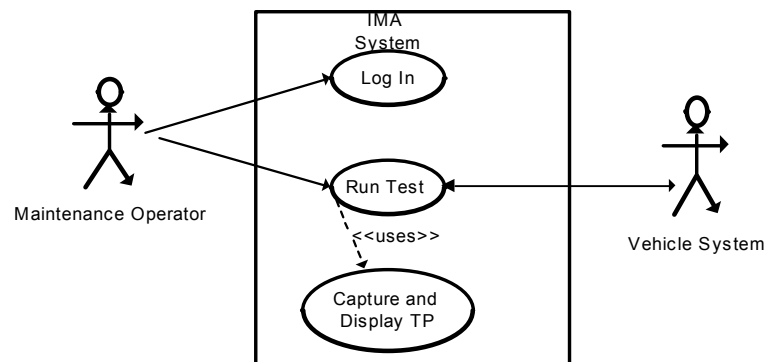 IMA
System
Log In
Run Test
Maintenance Operator
<<uses>>
Vehicle System
Capture and
Display TP